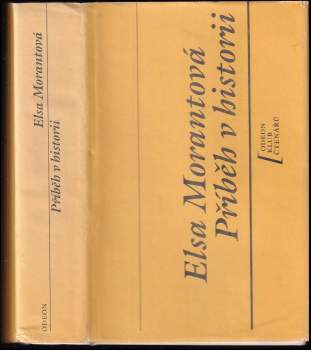 Elsa Morantová
Příběh v historii
ODEON
Elsa Morantová
Příběh v historii
ODEON
KLUB
ČTENÁŘŮ